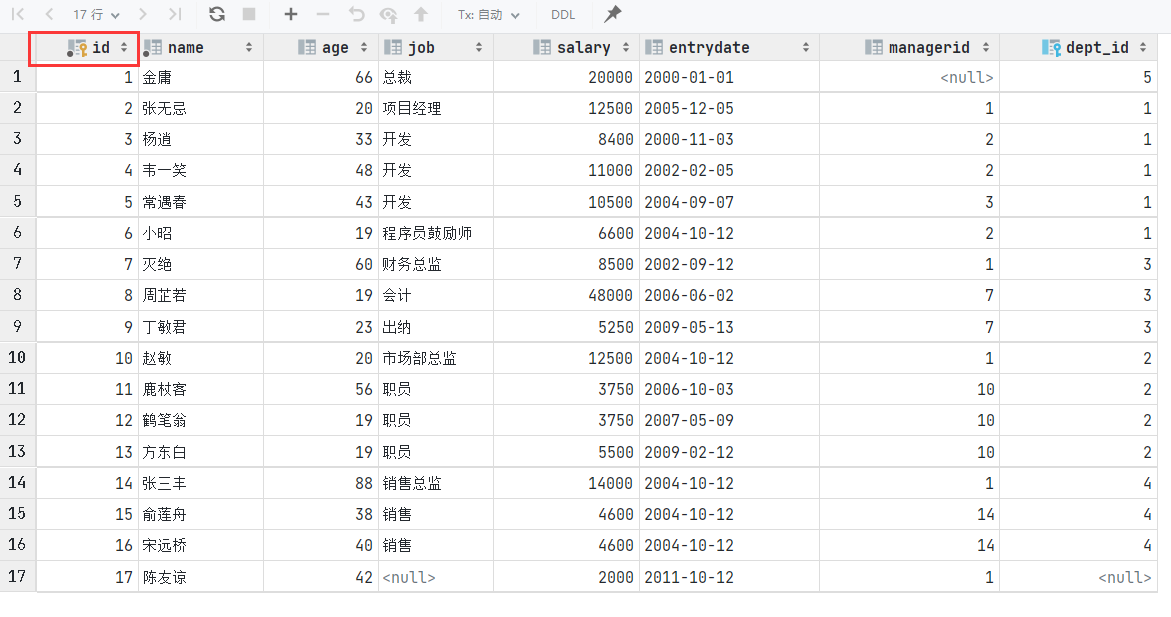 17 行 Tx: 自动 DDL
id name age job salary entrydate managerid dept_id
1 1 金庸 66 总裁 20000 2000-01-01 <null> 5
2 2 张无忌 20 项目经理 12500 2005-12-05 1 1
3 3 杨逍 33 开发 8400 2000-11-03 2 1
4 4 韦一笑 48 开发 11000 2002-02-05 2 1
5 5 常遇春 43 开发 10500 2004-09-07 3 1
6 6 小昭 19 程序员鼓励师 6600 2004-10-12 2 1
7 7 灭绝 60 财务总监 8500 2002-09-12 1 3
8 8 周芷若 19 会计 48000 2006-06-02 7 3
9 9 丁敏君 23 出纳 5250 2009-05-13 7 3
10 10 赵敏 20 市场部总监 12500 2004-10-12 1 2
11 11 鹿杖客 56 职员 3750 2006-10-03 10 2
12 12 鹤笔翁 19 职员 3750 2007-05-09 10 2
13 13 方东白 19 职员 5500 2009-02-12 10 2
14 14 张三丰 88 销售总监 14000 2004-10-12 1 4
15 15 俞莲舟 38 销售 4600 2004-10-12 14 4
16 16 宋远桥 40 销售 4600 2004-10-12 14 4
17 17 陈友谅 42 <null> 2000 2011-10-12 1 <null>